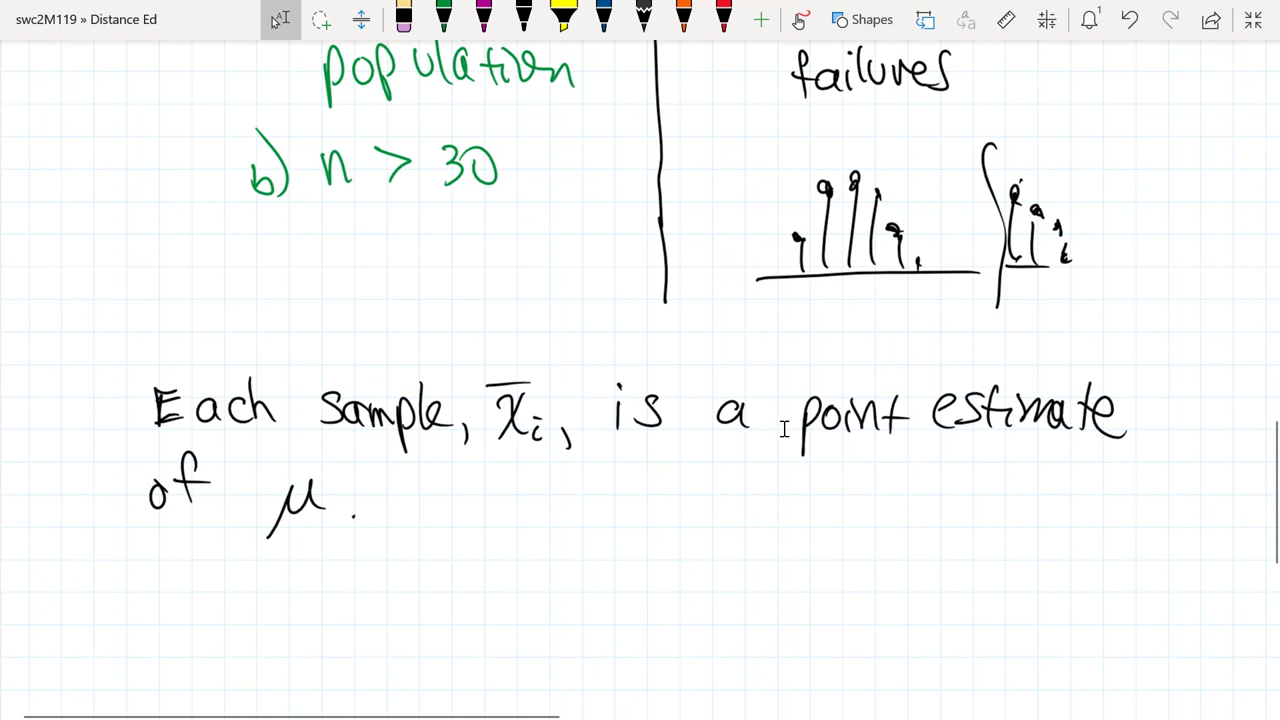 swc2M119 » Distance Ed
Shapes
population
b) n > 30
failures
Each sample, x̄ᵢ, is a point estimate
of μ.